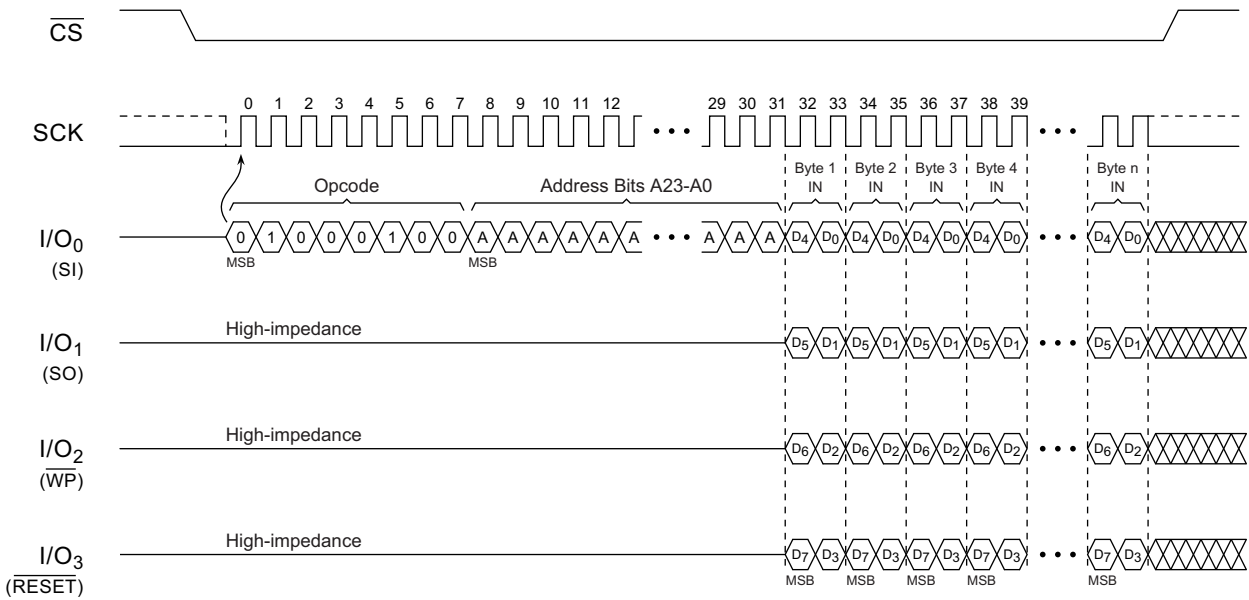 CS
SCK
0 1 2 3 4 5 6 7 8 9 10 11 12 29 30 31 32 33 34 35 36 37 38 39
Opcode
Address Bits A23-A0
Byte 1 IN
Byte 2 IN
Byte 3 IN
Byte 4 IN
Byte n IN
I/O0 (SI)
0 1 0 0 0 1 0 0 A A A A A A A A A D4 D0 D4 D0 D4 D0 D4 D0 D4 D0
MSB MSB
I/O1 (SO)
High-impedance
D5 D1 D5 D1 D5 D1 D5 D1 D5 D1
I/O2 (WP)
High-impedance
D6 D2 D6 D2 D6 D2 D6 D2 D6 D2
I/O3 (RESET)
High-impedance
D7 D3 D7 D3 D7 D3 D7 D3 D7 D3
MSB MSB MSB MSB MSB